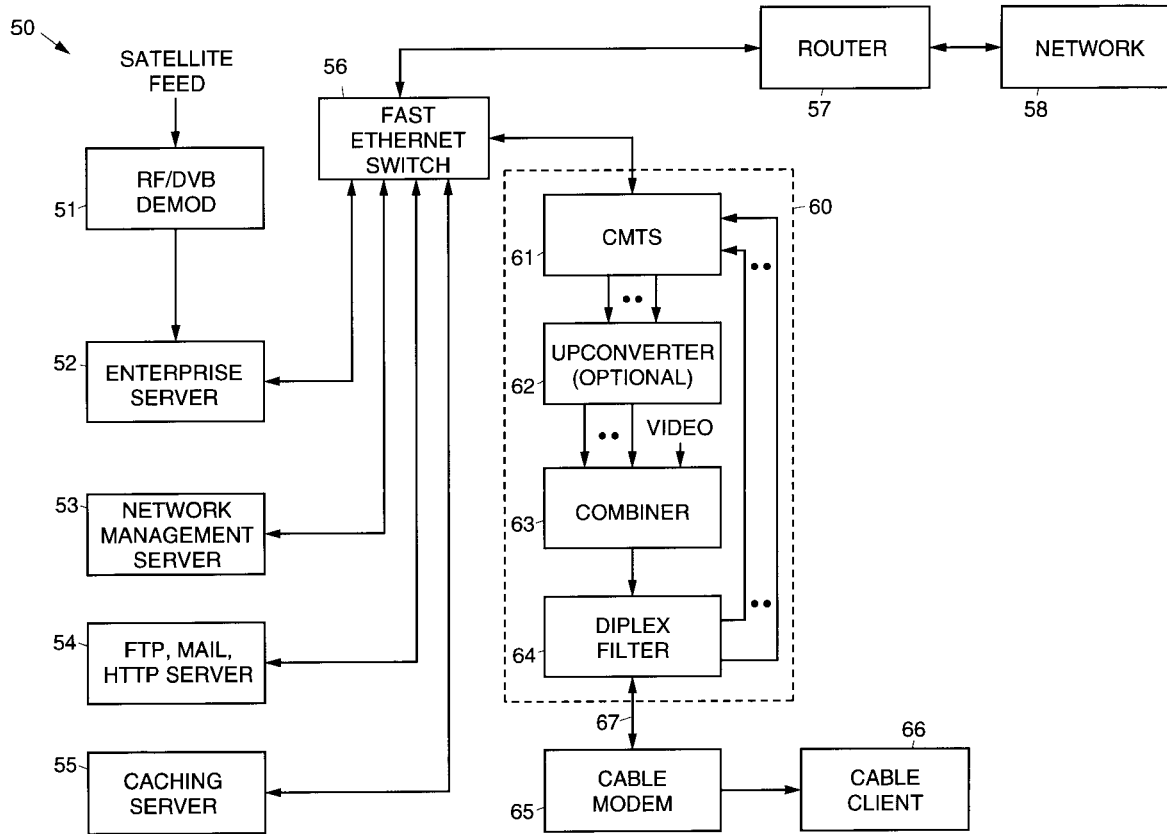 50
SATELLITE
FEED
56
FAST
ETHERNET
SWITCH
ROUTER
57
NETWORK
58
RF/DVB
DEMOD
51
60
CMTS
61
52
ENTERPRISE
SERVER
UPCONVERTER
(OPTIONAL)
62
VIDEO
53
NETWORK
MANAGEMENT
SERVER
COMBINER
63
54
FTP, MAIL,
HTTP SERVER
DIPLEX
FILTER
64
67
55
CACHING
SERVER
CABLE
MODEM
65
66
CABLE
CLIENT